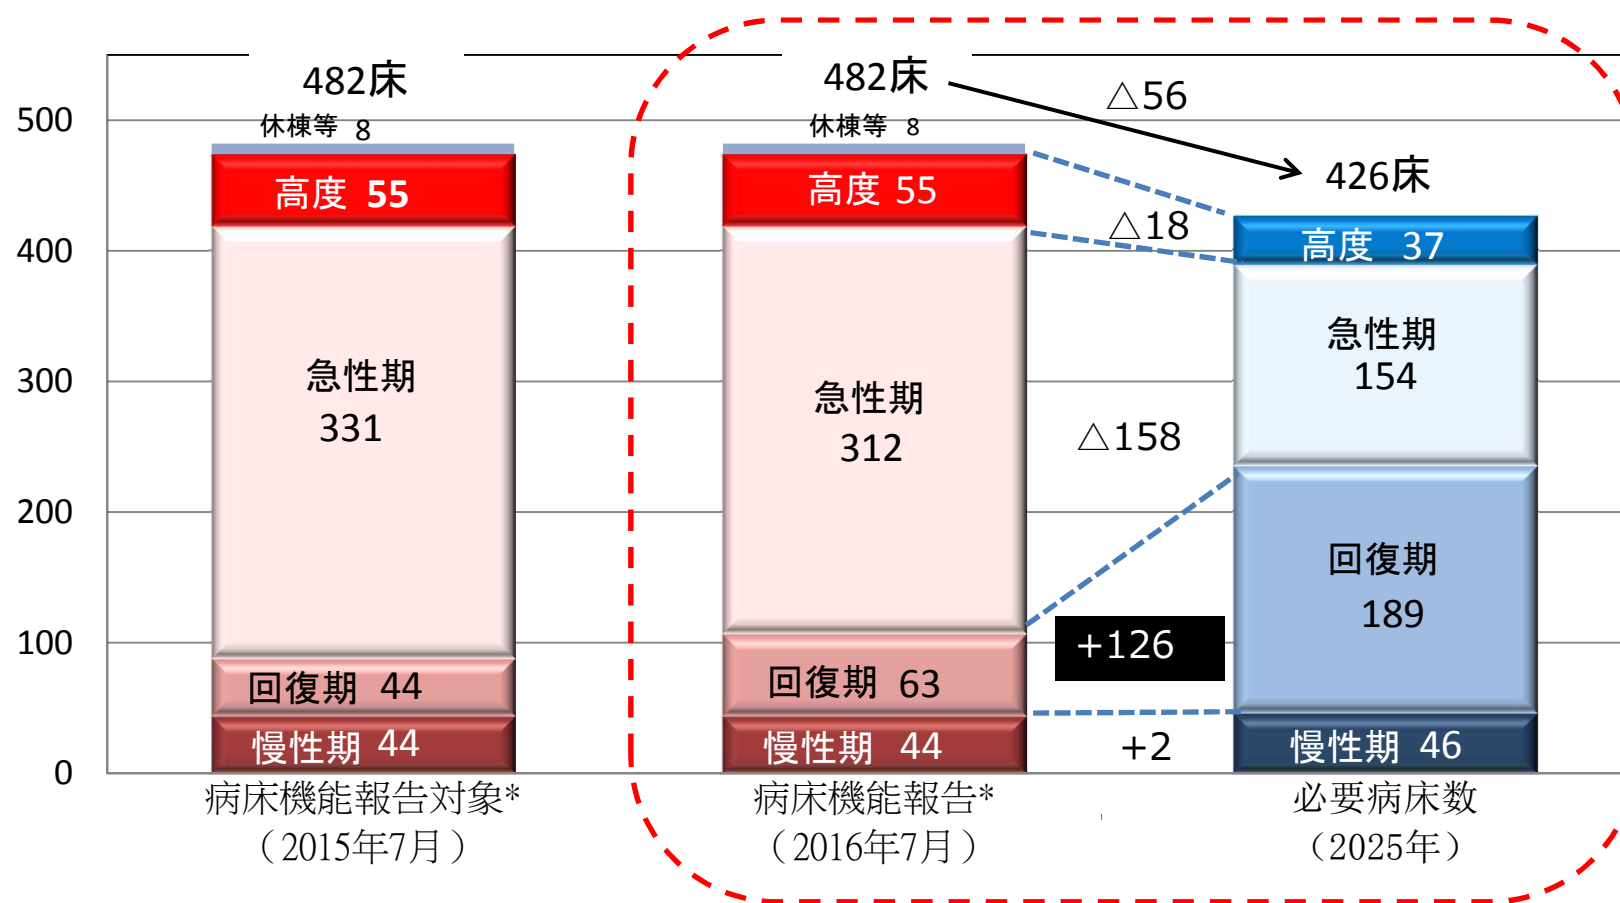 500
400
300
200
100
0
482床
休棟等 8
高度 55
急性期
331
回復期 44
慢性期 44
病床機能報告対象*
（2015年7月）
482床
休棟等 8
高度 55
急性期
312
回復期 63
慢性期 44
病床機能報告*
（2016年7月）
△56
△18
△158
+126
+2
426床
高度 37
急性期
154
回復期
189
慢性期 46
必要病床数
（2025年）